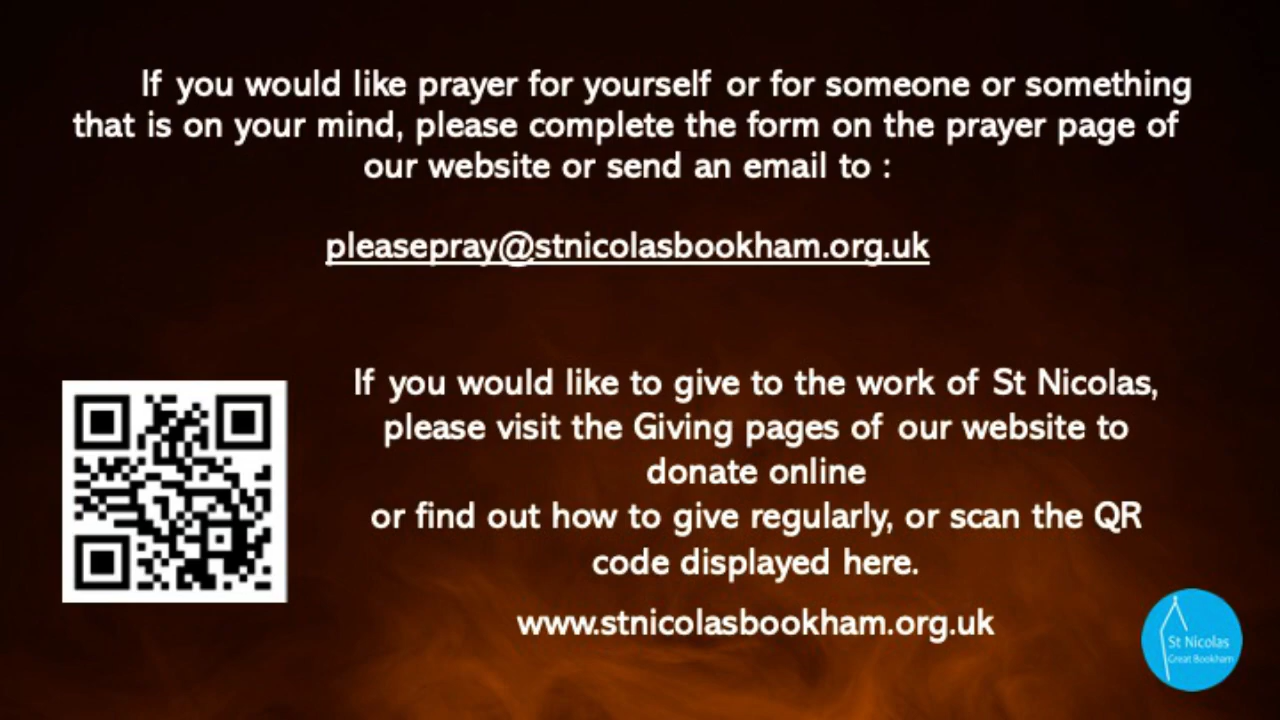 If you would like prayer for yourself or for someone or something
that is on your mind, please complete the form on the prayer page of
our website or send an email to :
pleasepray@stnicolasbookham.org.uk
If you would like to give to the work of St Nicolas,
please visit the Giving pages of our website to
donate online
or find out how to give regularly, or scan the QR
code displayed here.
www.stnicolasbookham.org.uk
St Nicolas
Great Bookham